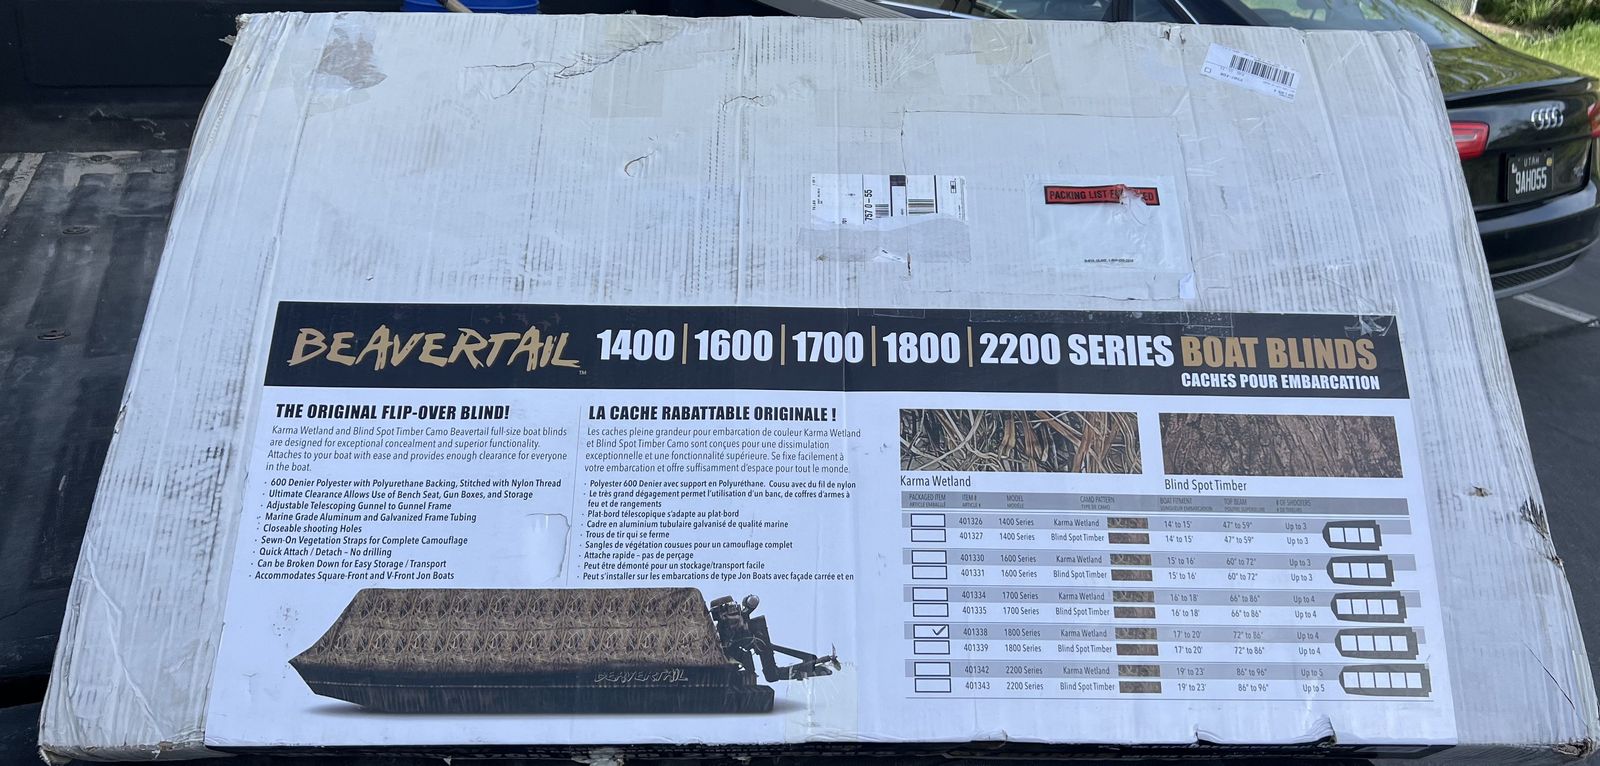 PACKING LIST
757 0-55
UTAH
9AH055
BEAVERTAIL™ 1400 | 1600 | 1700 | 1800 | 2200 SERIES BOAT BLINDS
CACHES POUR EMBARCATION
THE ORIGINAL FLIP-OVER BLIND!
Karma Wetland and Blind Spot Timber Camo Beavertail full-size boat blinds
are designed for exceptional concealment and superior functionality.
Attaches to your boat with ease and provides enough clearance for everyone
in the boat.
· 600 Denier Polyester with Polyurethane Backing, Stitched with Nylon Thread
· Ultimate Clearance Allows Use of Bench Seat, Gun Boxes, and Storage
· Adjustable Telescoping Gunnel to Gunnel Frame
· Marine Grade Aluminum and Galvanized Frame Tubing
· Closeable shooting Holes
· Sewn-On Vegetation Straps for Complete Camouflage
· Quick Attach / Detach – No drilling
· Can be Broken Down for Easy Storage / Transport
· Accommodates Square-Front and V-Front Jon Boats
LA CACHE RABATTABLE ORIGINALE !
Les caches pleine grandeur pour embarcation de couleur Karma Wetland
et Blind Spot Timber Camo sont conçues pour une dissimulation
exceptionnelle et une fonctionnalité supérieure. Se fixe facilement à
votre embarcation et offre suffisamment d'espace pour tout le monde.
· Polyester 600 Denier avec support en Polyuréthane. Cousu avec du fil de nylon
· Le très grand dégagement permet l'utilisation d'un banc, de coffres d'armes à
feu et de rangements
· Plat-bord télescopique s'adapte au plat-bord
· Cadre en aluminium tubulaire galvanisé de qualité marine
· Trous de tir qui se ferme
· Sangles de végétation cousues pour un camouflage complet
· Attache rapide – pas de perçage
· Peut être démonté pour un stockage/transport facile
· Peut s'installer sur les embarcations de type Jon Boats avec façade carrée et en
BEAVERTAIL
Karma Wetland
Blind Spot Timber
PACKAGED ITEM ITEM # MODEL CAMO PATTERN BOAT FITMENT TOP BEAM # OF SHOOTERS
401326 1400 Series Karma Wetland 14' to 15' 47" to 59" Up to 3
401327 1400 Series Blind Spot Timber 14' to 15' 47" to 59" Up to 3
401330 1600 Series Karma Wetland 15' to 16' 60" to 72" Up to 3
401331 1600 Series Blind Spot Timber 15' to 16' 60" to 72" Up to 3
401334 1700 Series Karma Wetland 16' to 18' 66" to 86" Up to 4
401335 1700 Series Blind Spot Timber 16' to 18' 66" to 86" Up to 4
401338 1800 Series Karma Wetland 17' to 20' 72" to 86" Up to 4
401339 1800 Series Blind Spot Timber 17' to 20' 72" to 86" Up to 4
401342 2200 Series Karma Wetland 19' to 23' 86" to 96" Up to 5
401343 2200 Series Blind Spot Timber 19' to 23' 86" to 96" Up to 5